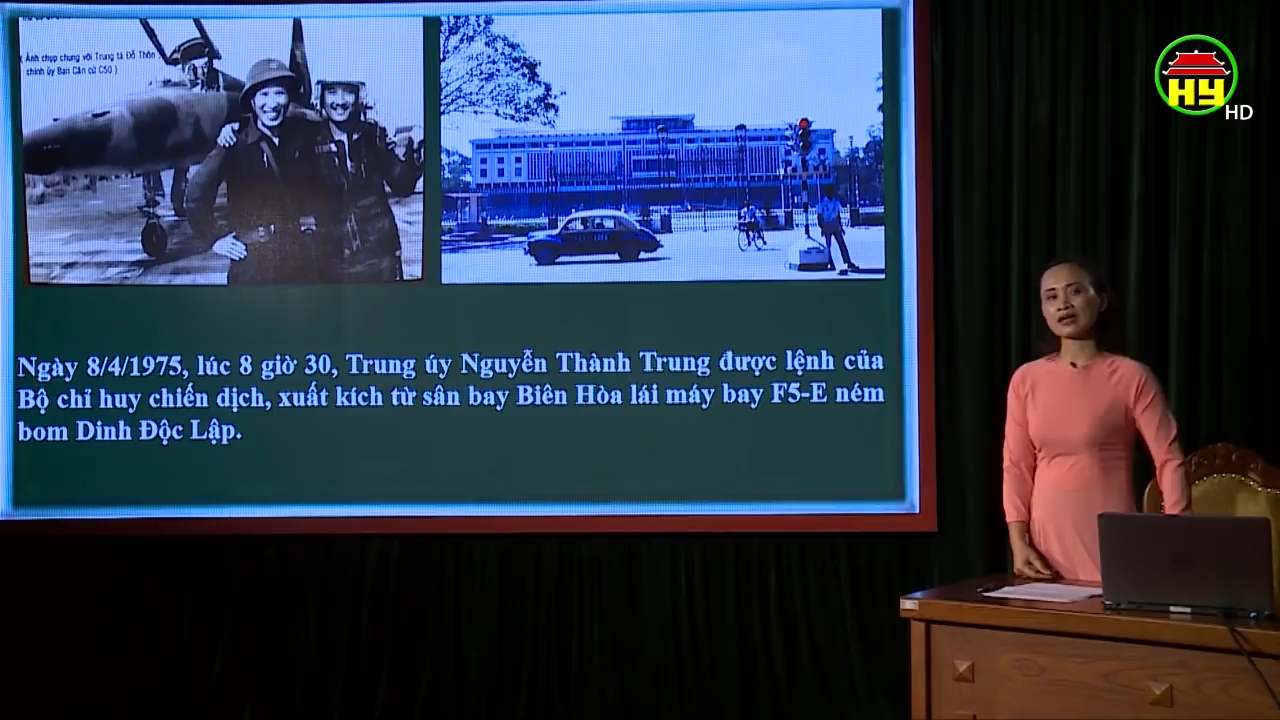 ( Ảnh chụp chung với Trung tá Đỗ Thôn
chính ủy Ban Căn cứ C50 )
Ngày 8/4/1975, lúc 8 giờ 30, Trung úy Nguyễn Thành Trung được lệnh của
Bộ chỉ huy chiến dịch, xuất kích từ sân bay Biên Hòa lái máy bay F5-E ném
bom Dinh Độc Lập.
HY
HD